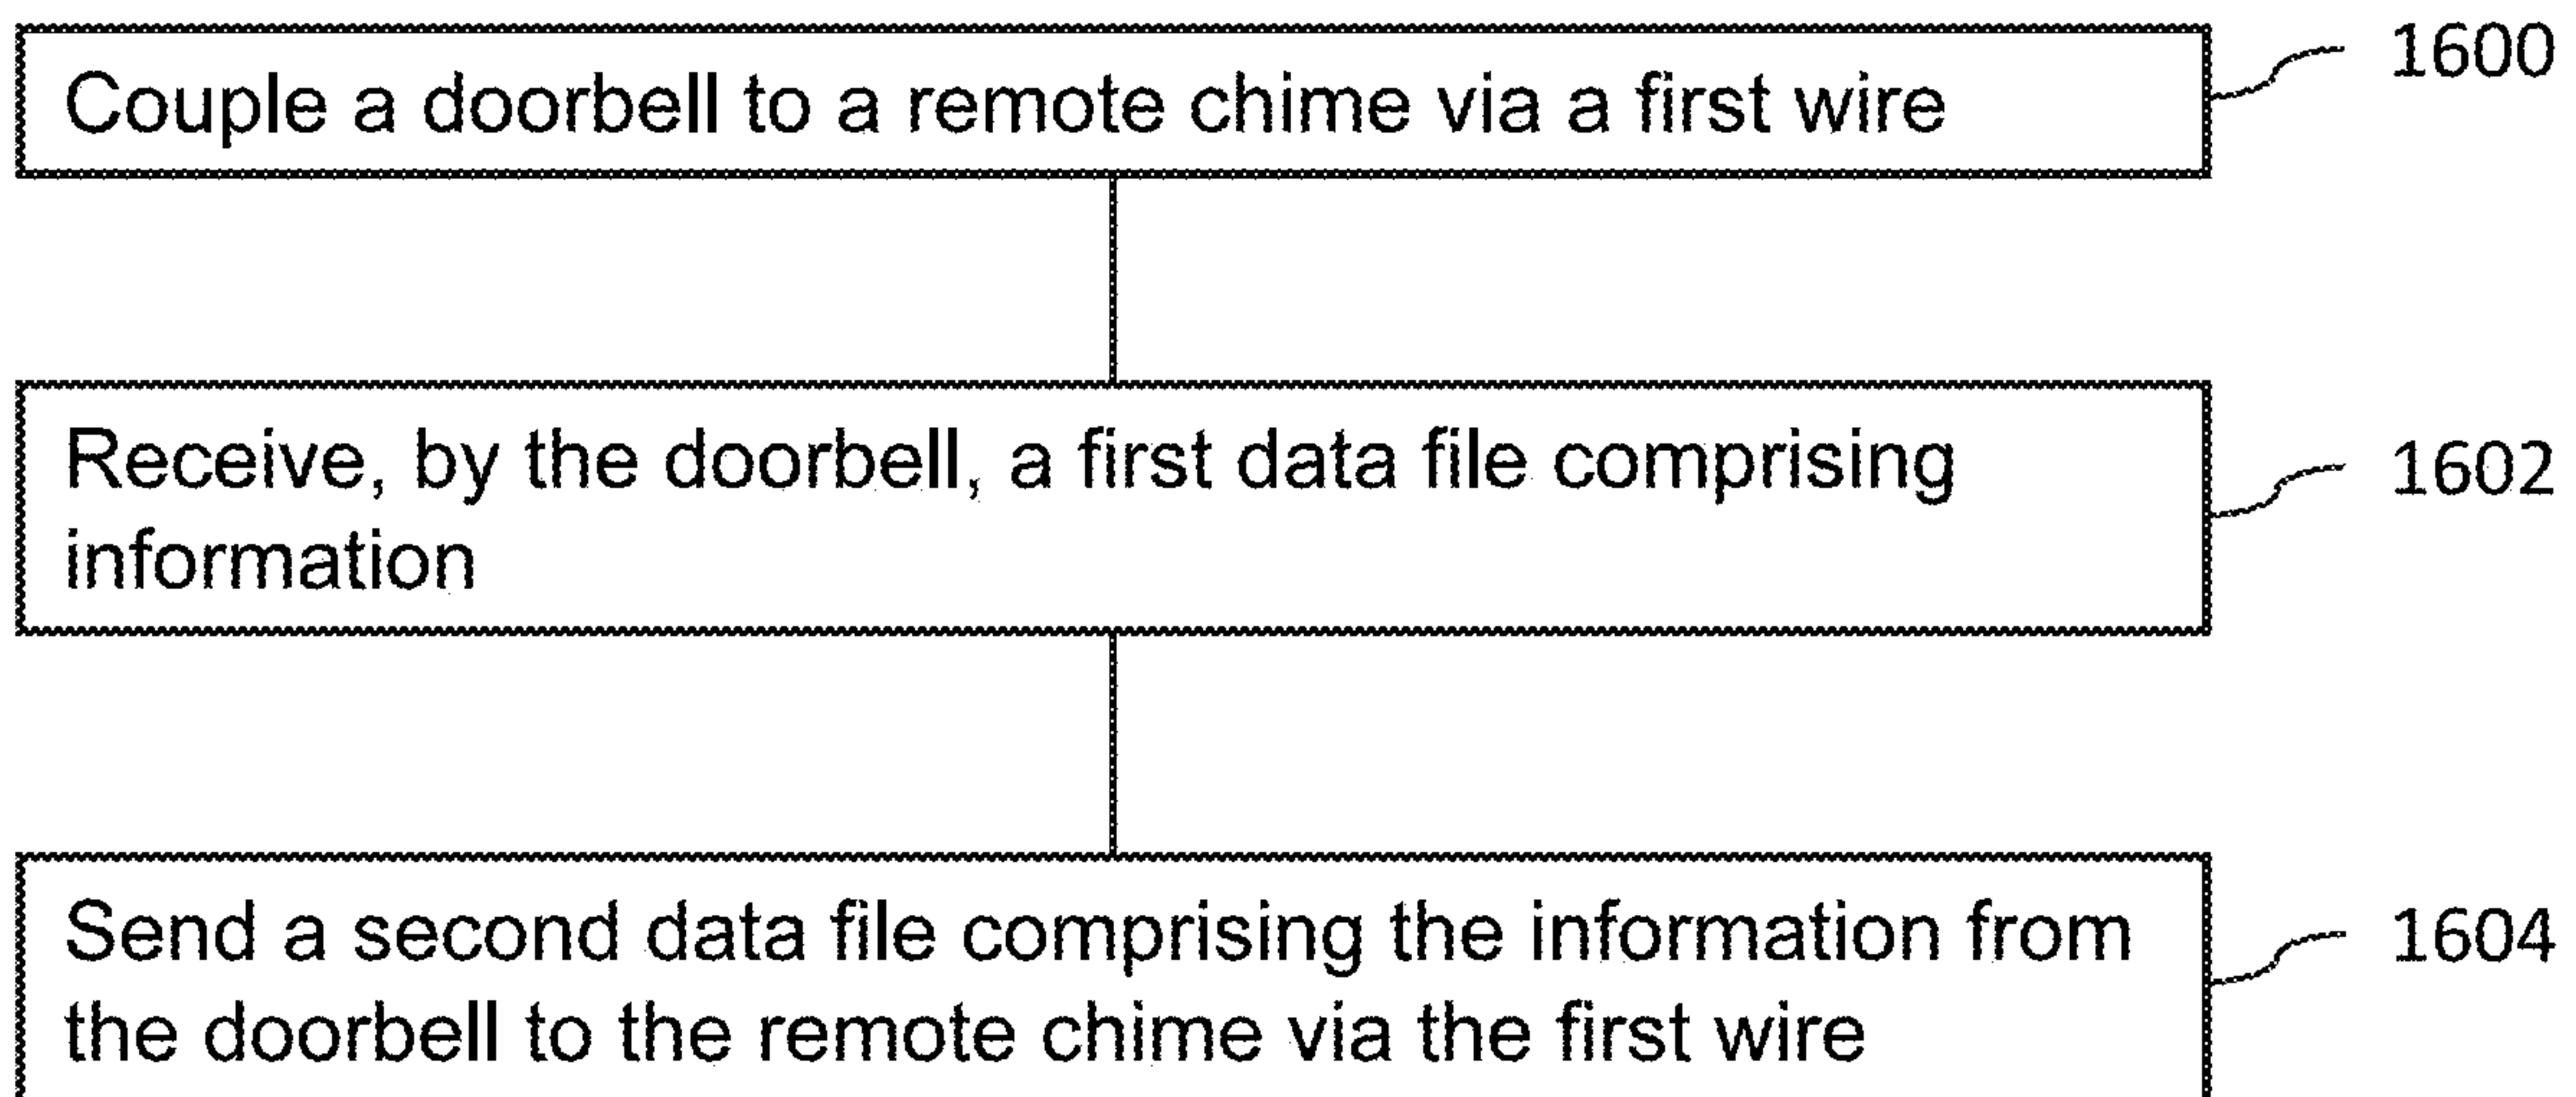 Couple a doorbell to a remote chime via a first wire
1600
Receive, by the doorbell, a first data file comprising
information
1602
Send a second data file comprising the information from
the doorbell to the remote chime via the first wire
1604